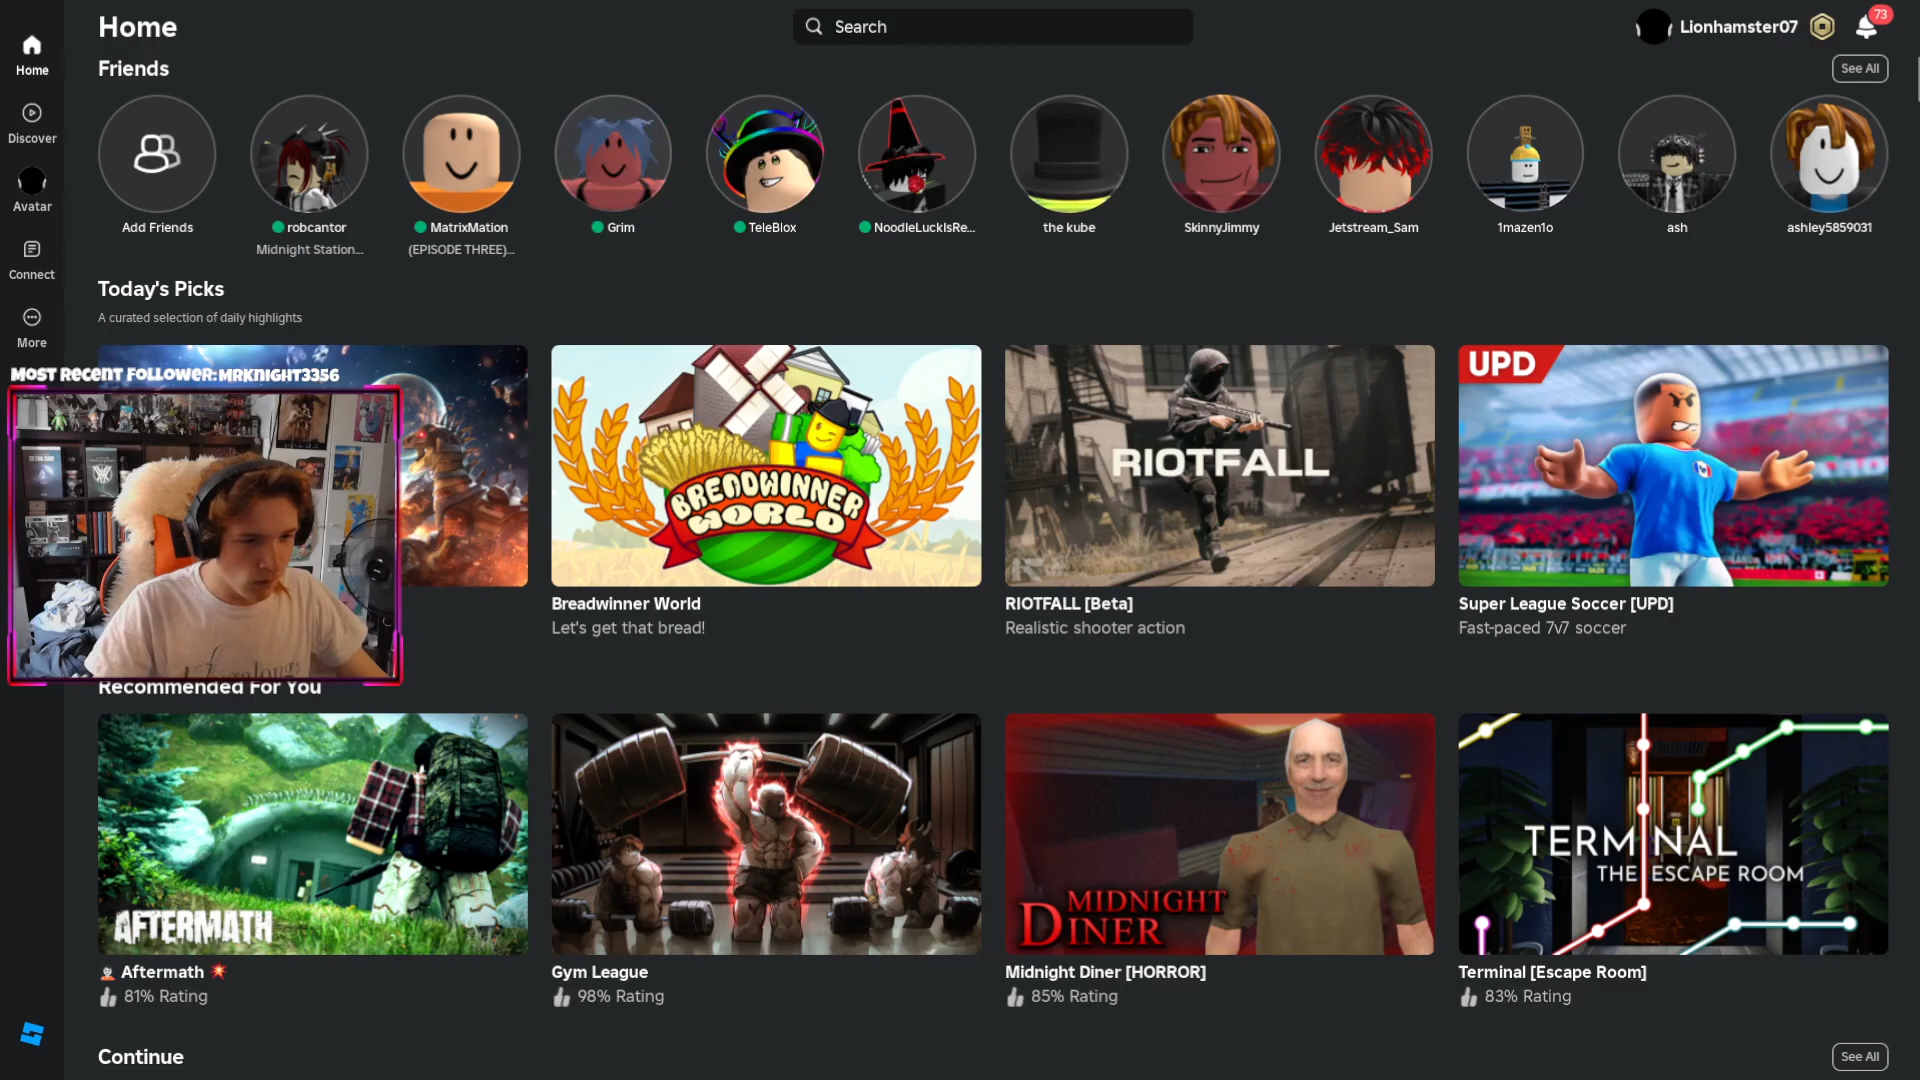 Home
Search
Lionhamster07
73
Home
Discover
Avatar
Connect
More
Friends
See All
Add Friends
robcantor
Midnight Station...
MatrixMation
(EPISODE THREE)...
Grim
TeleBlox
NoodleLuckIsRe...
the kube
SkinnyJimmy
Jetstream_Sam
1mazen1o
ash
ashley5859031
Today's Picks
A curated selection of daily highlights
Most Recent Follower: MRKNIGHT3356
BREADWINNER
WORLD
RIOTFALL
UPD
Breadwinner World
Let's get that bread!
RIOTFALL [Beta]
Realistic shooter action
Super League Soccer [UPD]
Fast-paced 7v7 soccer
Recommended For You
AFTERMATH
MIDNIGHT
DINER
TERMINAL
THE ESCAPE ROOM
Aftermath
81% Rating
Gym League
98% Rating
Midnight Diner [HORROR]
85% Rating
Terminal [Escape Room]
83% Rating
Continue
See All